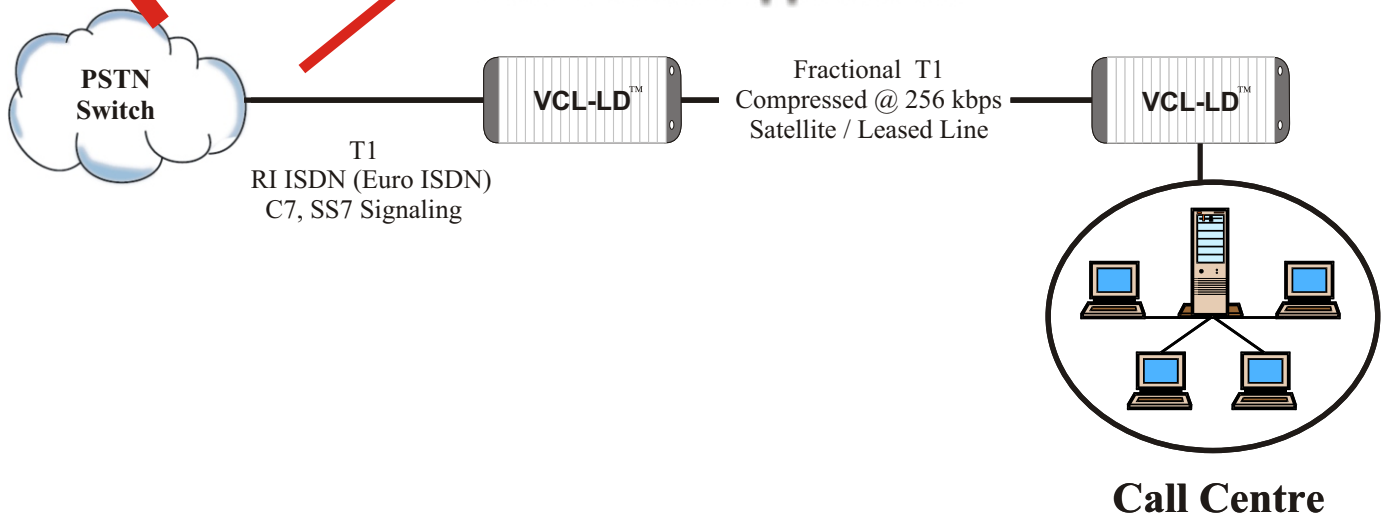 PSTN
Switch
VCL-LD™
Fractional T1
Compressed @ 256 kbps
Satellite / Leased Line
VCL-LD™
T1
RI ISDN (Euro ISDN)
C7, SS7 Signaling
Call Centre